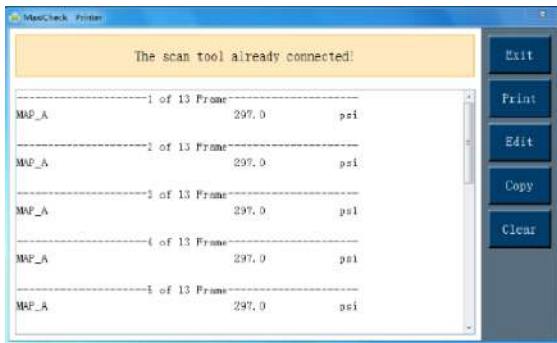 MaxiCheck Printer
The scan tool already connected!
--------------------1 of 13 Frame--------------------
MAP_A 297.0 psi
--------------------2 of 13 Frame--------------------
MAP_A 297.0 psi
--------------------3 of 13 Frame--------------------
MAP_A 297.0 psi
--------------------4 of 13 Frame--------------------
MAP_A 297.0 psi
--------------------5 of 13 Frame--------------------
MAP_A 297.0 psi
Exit
Print
Edit
Copy
Clear